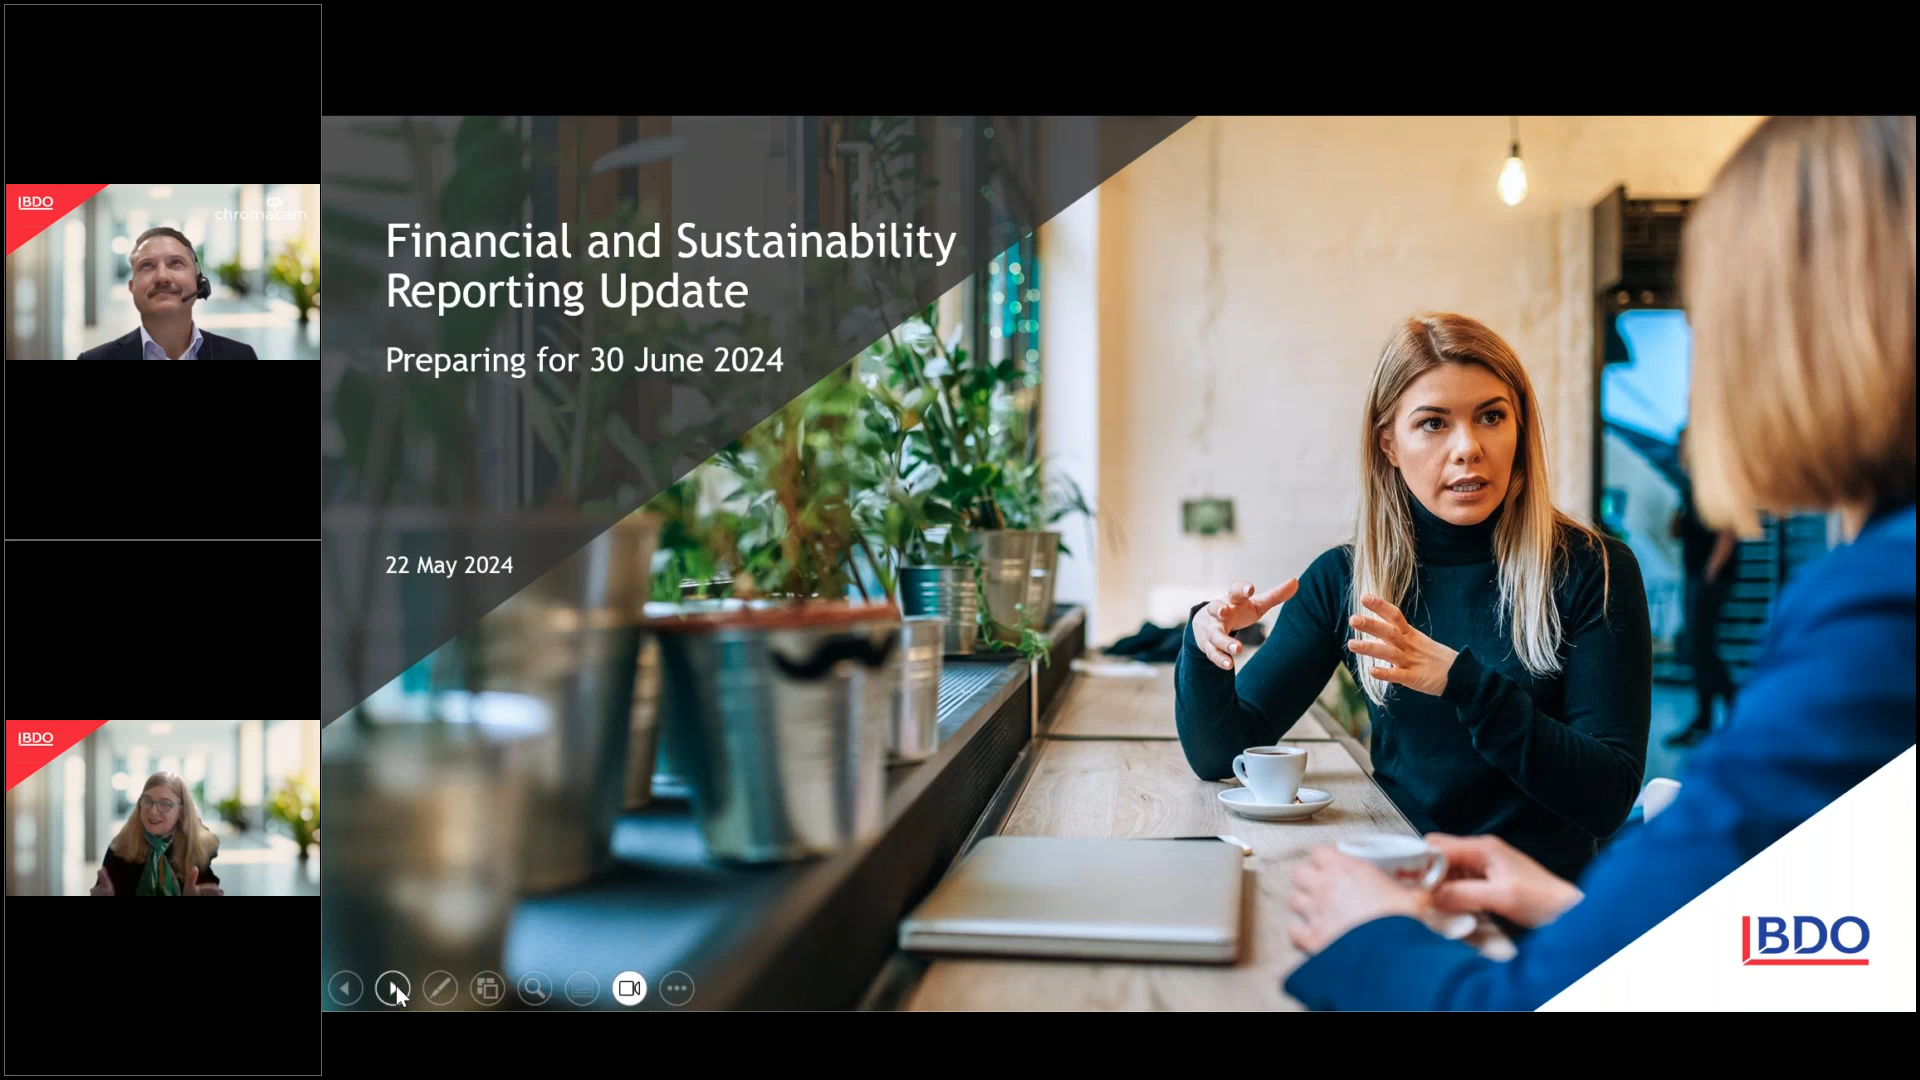 BDO
chromacam
BDO
Financial and Sustainability
Reporting Update
Preparing for 30 June 2024
22 May 2024
BDO